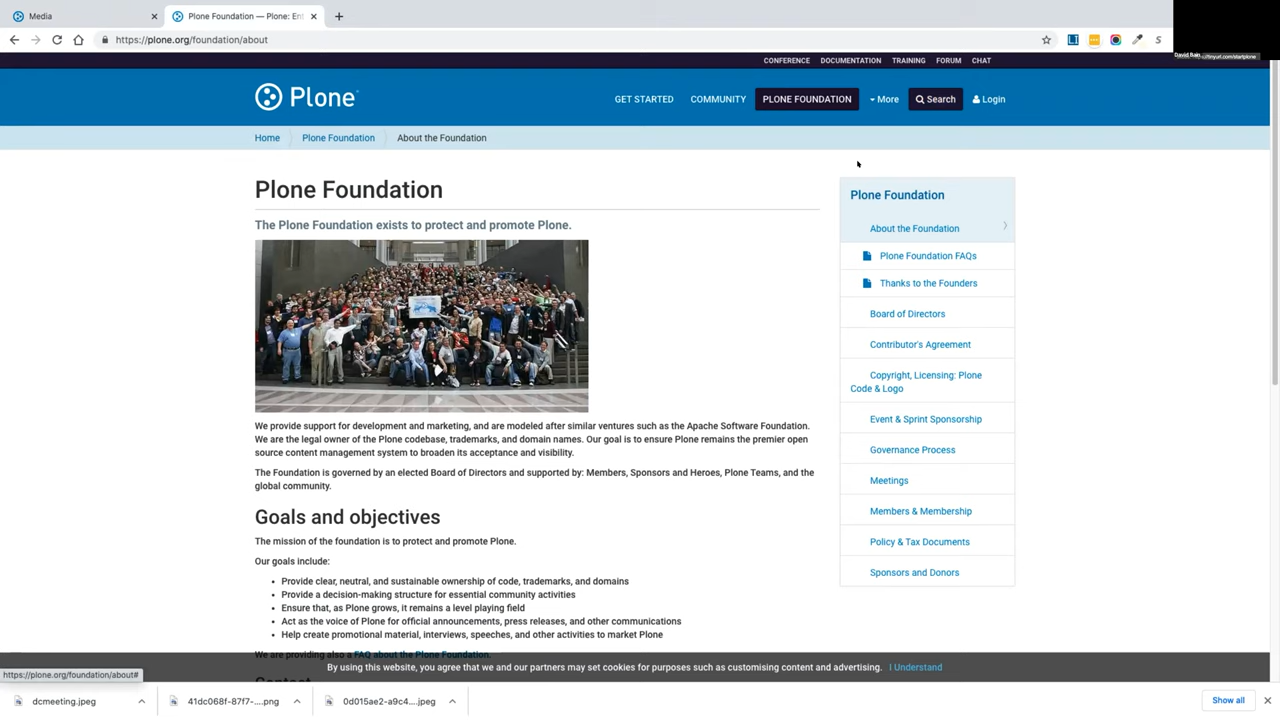 Media
Plone Foundation — Plone: Ent
https://plone.org/foundation/about
David Bain
CONFERENCE DOCUMENTATION TRAINING FORUM CHAT
Plone
GET STARTED COMMUNITY PLONE FOUNDATION More Search Login
Home Plone Foundation About the Foundation
Plone Foundation
The Plone Foundation exists to protect and promote Plone.
We provide support for development and marketing, and are modeled after similar ventures such as the Apache Software Foundation.
We are the legal owner of the Plone codebase, trademarks, and domain names. Our goal is to ensure Plone remains the premier open
source content management system to broaden its acceptance and visibility.
The Foundation is governed by an elected Board of Directors and supported by: Members, Sponsors and Heroes, Plone Teams, and the
global community.
Goals and objectives
The mission of the foundation is to protect and promote Plone.
Our goals include:
Provide clear, neutral, and sustainable ownership of code, trademarks, and domains
Provide a decision-making structure for essential community activities
Ensure that, as Plone grows, it remains a level playing field
Act as the voice of Plone for official announcements, press releases, and other communications
Help create promotional material, interviews, speeches, and other activities to market Plone
We are providing also a FAQ about the Plone Foundation.
Plone Foundation
About the Foundation
Plone Foundation FAQs
Thanks to the Founders
Board of Directors
Contributor's Agreement
Copyright, Licensing: Plone
Code & Logo
Event & Sprint Sponsorship
Governance Process
Meetings
Members & Membership
Policy & Tax Documents
Sponsors and Donors
By using this website, you agree that we and our partners may set cookies for purposes such as customising content and advertising. I Understand
https://plone.org/foundation/about#
dcmeeting.jpeg
41dc068f-87f7-....png
0d015ae2-a9c4....jpeg
Show all